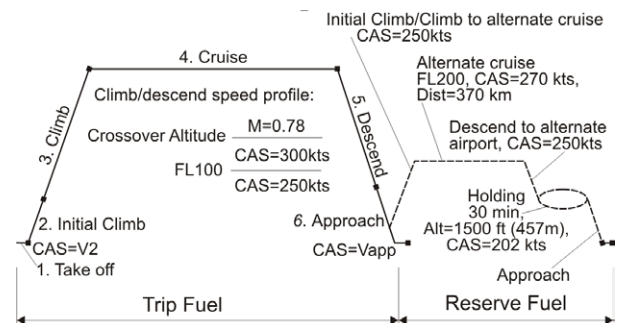 Initial Climb/Climb to alternate cruise
CAS=250kts
4. Cruise
Alternate cruise
FL200, CAS=270 kts,
Dist=370 km
Climb/descend speed profile:
3. Climb
5. Descend
Crossover Altitude
M=0.78
CAS=300kts
FL100
CAS=250kts
Descend to alternate
airport, CAS=250kts
Holding
30 min,
Alt=1500 ft (457m),
CAS=202 kts
2. Initial Climb
6. Approach
CAS=V2
CAS=Vapp
1. Take off
Approach
Trip Fuel
Reserve Fuel